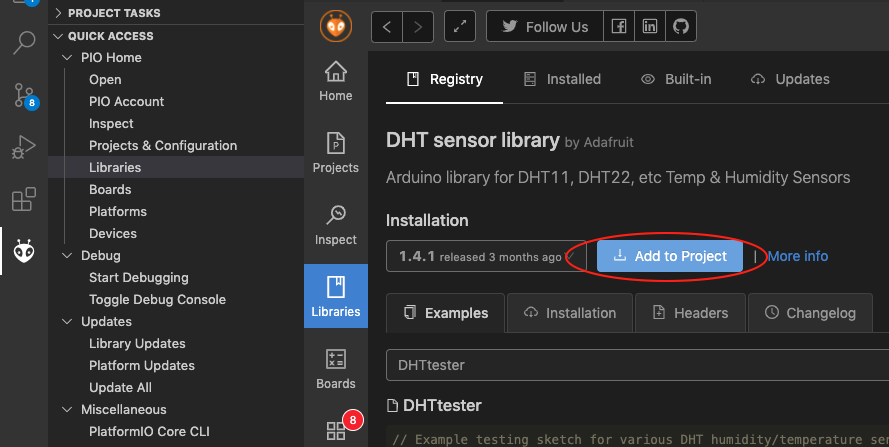 PROJECT TASKS
QUICK ACCESS
PIO Home
Open
PIO Account
Inspect
Projects & Configuration
Libraries
Boards
Platforms
Devices
Debug
Start Debugging
Toggle Debug Console
Updates
Library Updates
Platform Updates
Update All
Miscellaneous
PlatformIO Core CLI
8
Home
Projects
Inspect
Libraries
Boards
8
Follow Us
Registry Installed Built-in Updates
DHT sensor library by Adafruit
Arduino library for DHT11, DHT22, etc Temp & Humidity Sensors
Installation
1.4.1 released 3 months ago Add to Project | More info
Examples Installation Headers Changelog
DHTtester
DHTtester
// Example testing sketch for various DHT humidity/temperature